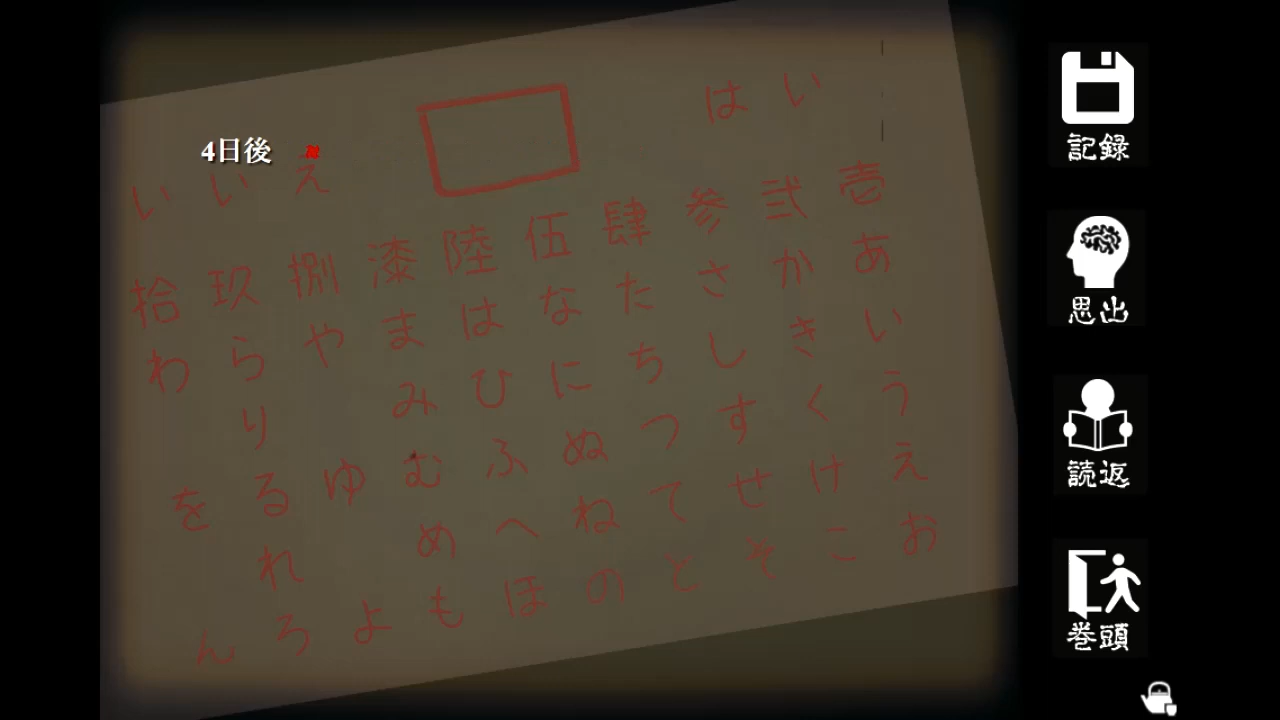 4日後
はい
いいえ
拾玖捌漆陸伍肆参弐壱
わらやまはなたさかあ
りみひにちしきい
をるゆむふぬつすくう
れめへねてせけえ
んろよもほのとそこお
記録
思出
読返
巻頭